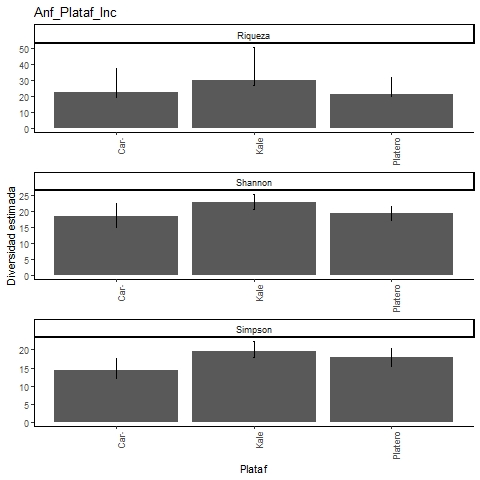 Anf_Plataf_Inc
Riqueza
50
40
30
20
10
0
Car-
Kale
Platero
Shannon
25
20
15
10
5
0
Car-
Kale
Platero
Diversidad estimada
Simpson
20
15
10
5
0
Car-
Kale
Platero
Plataf